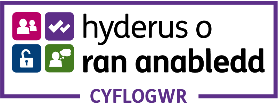 hyderus o
ran anabledd
CYFLOGWR